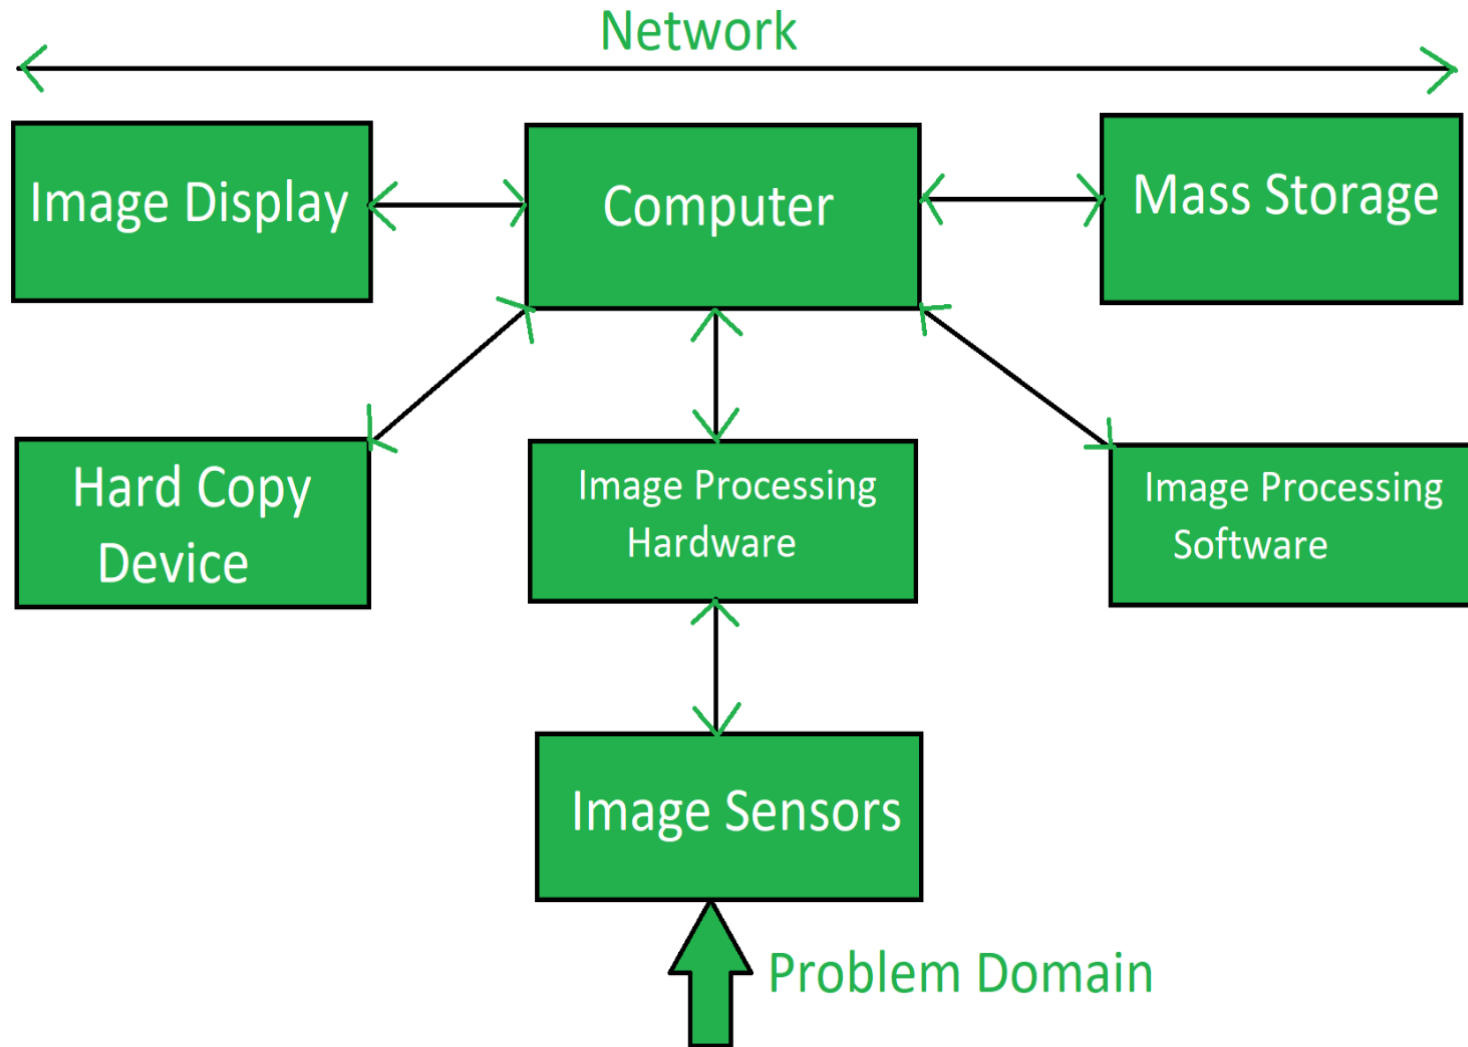 Network
Image Display
Computer
Mass Storage
Hard Copy
Device
Image Processing
Hardware
Image Processing
Software
Image Sensors
Problem Domain